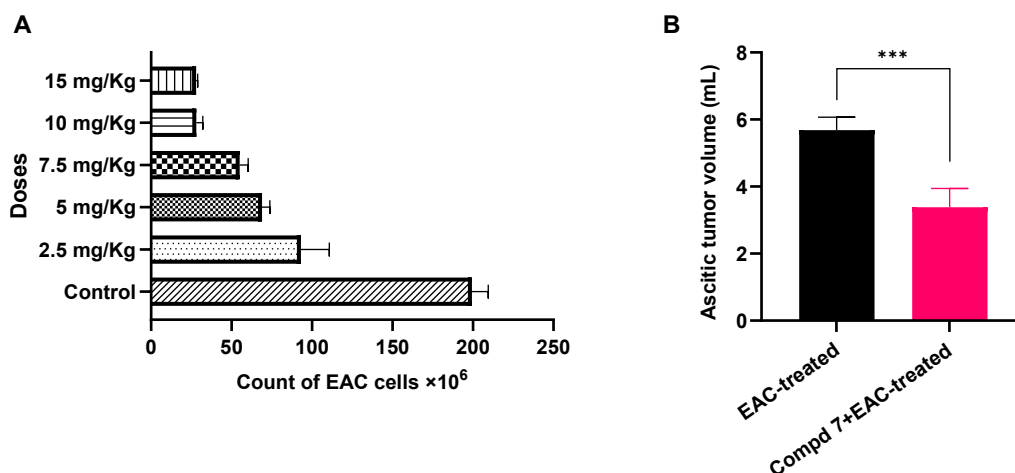 A
Doses
15 mg/Kg
10 mg/Kg
7.5 mg/Kg
5 mg/Kg
2.5 mg/Kg
Control
0 50 100 150 200 250
Count of EAC cells ×10⁶
B
Ascitic tumor volume (mL)
8
6
4
2
0
***
EAC-treated
Compd 7+EAC-treated